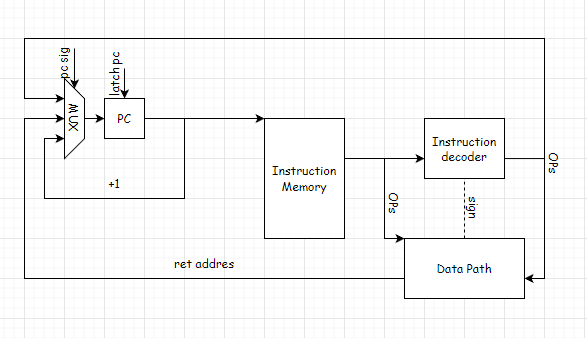 pc sig
latch pc
MUX
PC
+1
Instruction
Memory
Instruction
decoder
OPs
OPs
sign
Data Path
ret addres